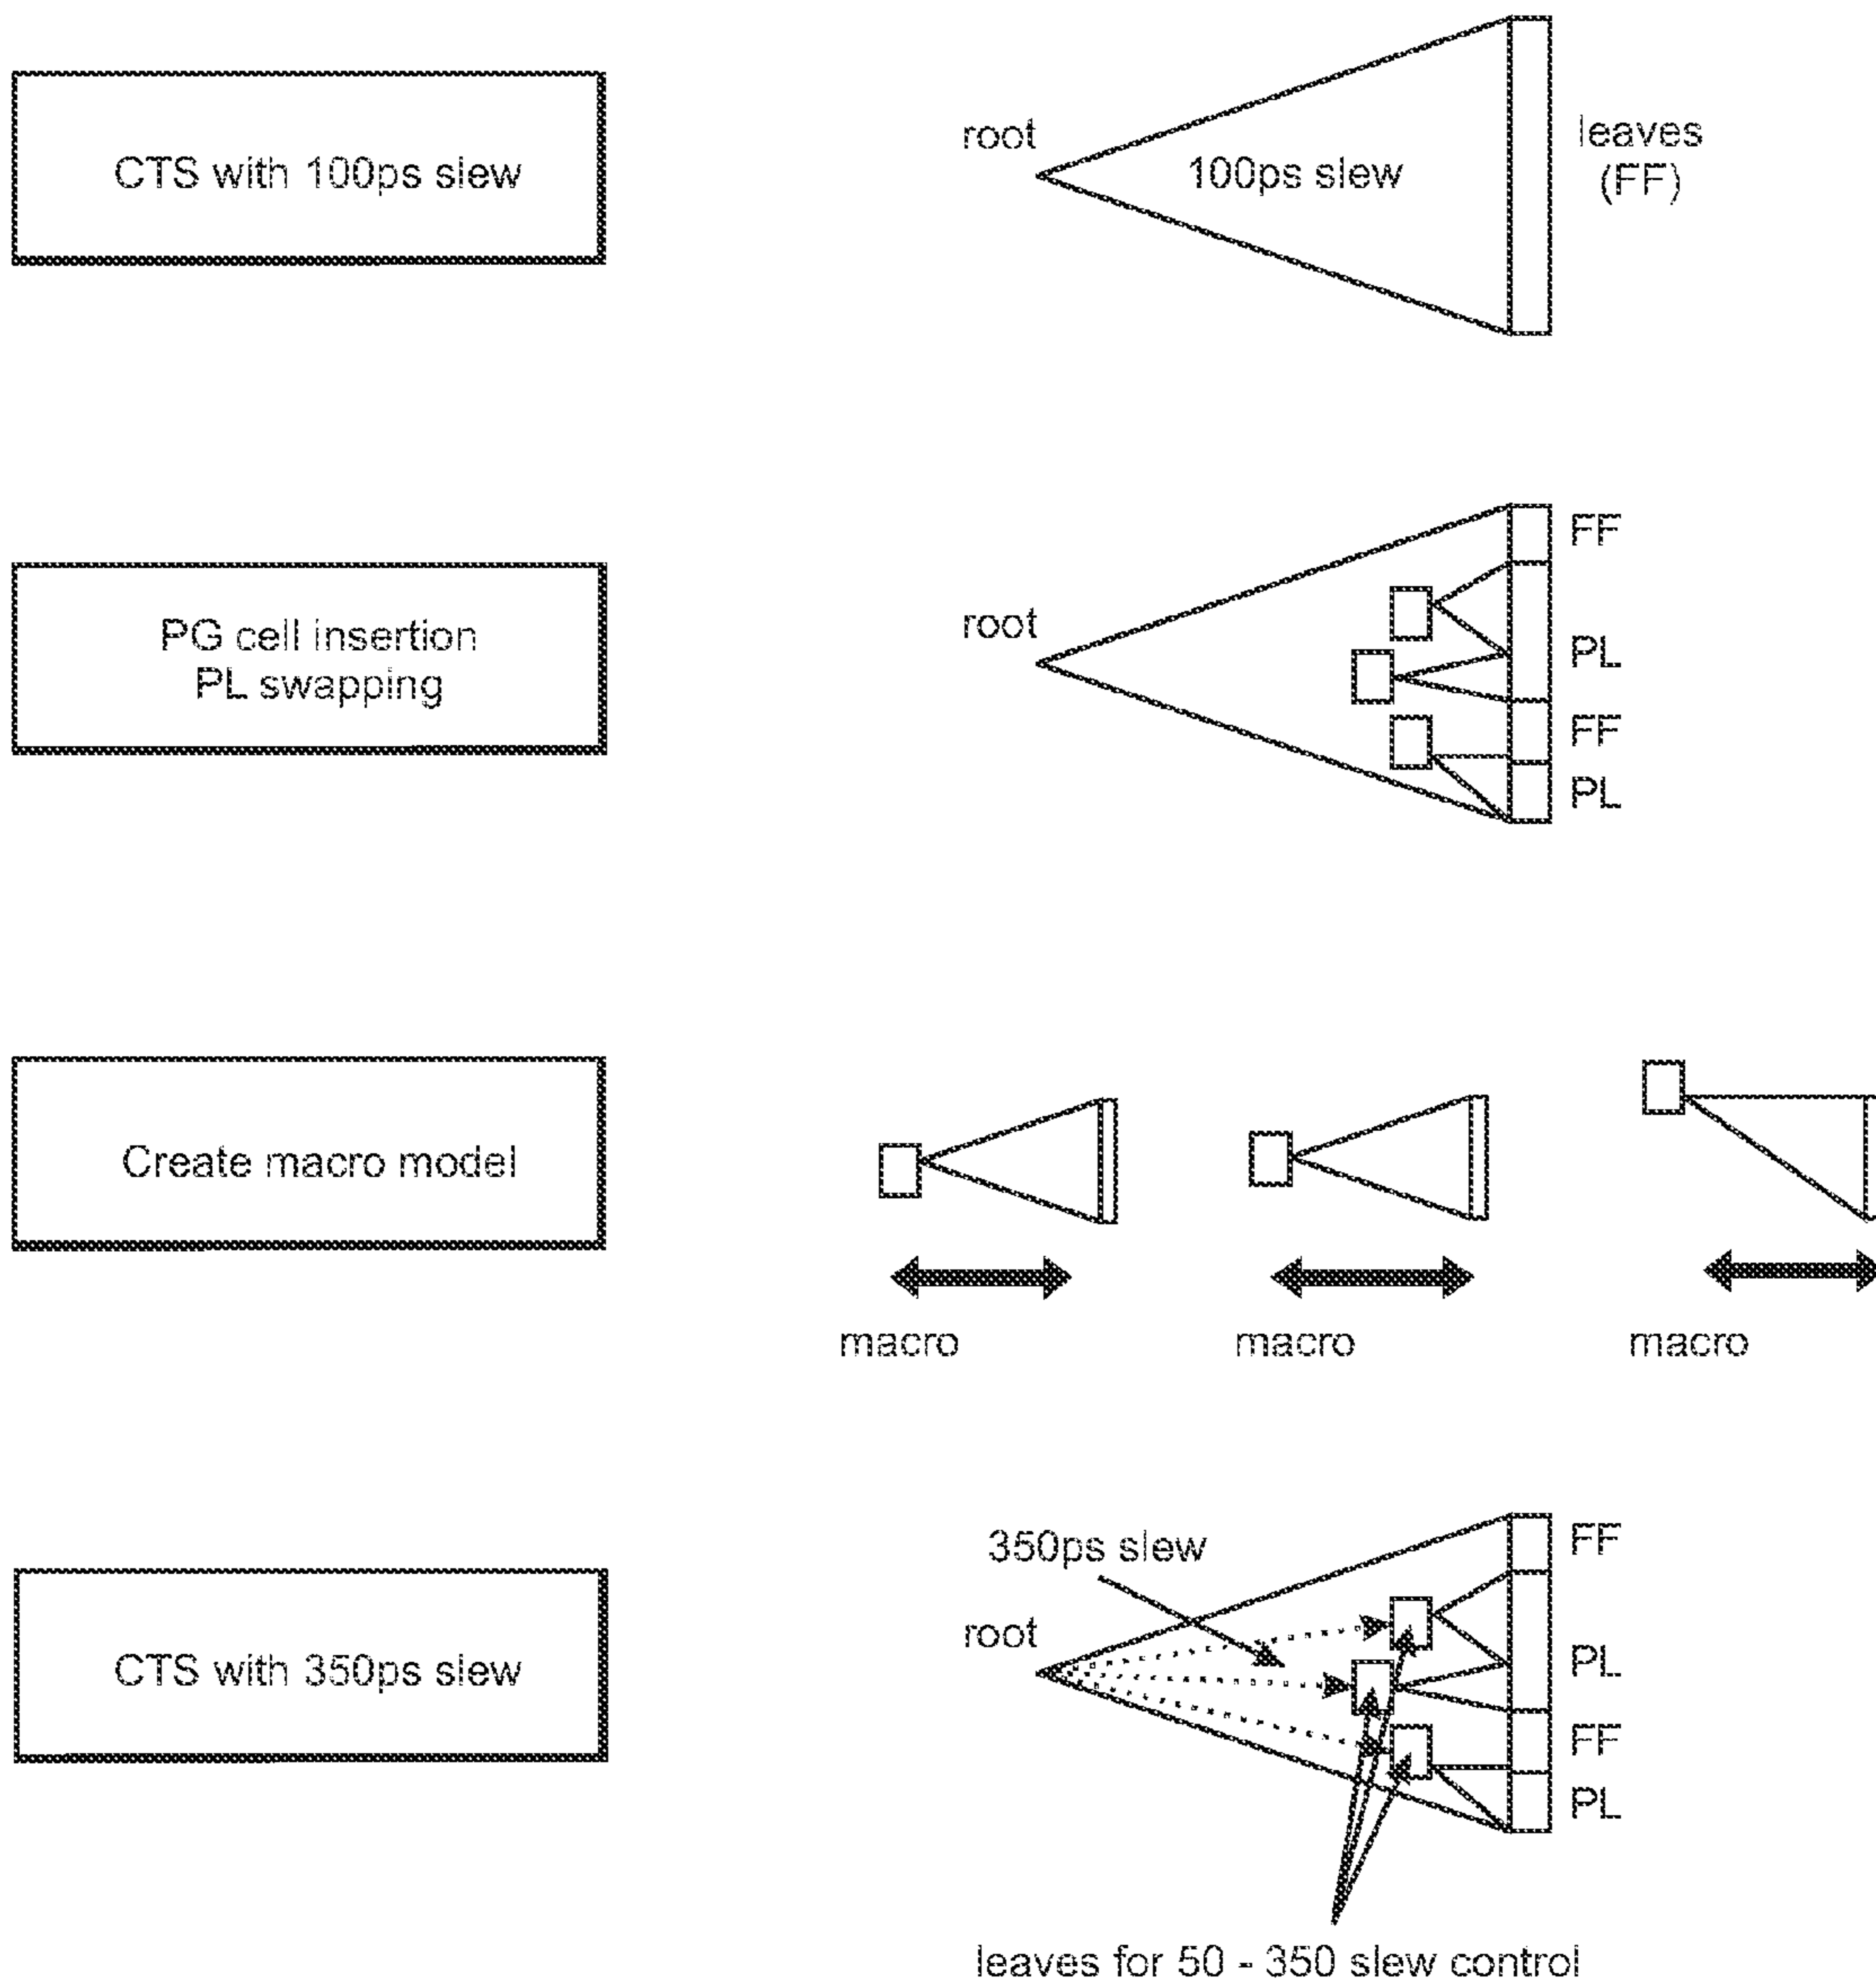 CTS with 100ps slew
root
100ps slew
leaves
(FF)
PG cell insertion
PL swapping
root
FF
PL
FF
PL
Create macro model
macro
macro
macro
CTS with 350ps slew
350ps slew
root
FF
PL
FF
PL
leaves for 50 - 350 slew control